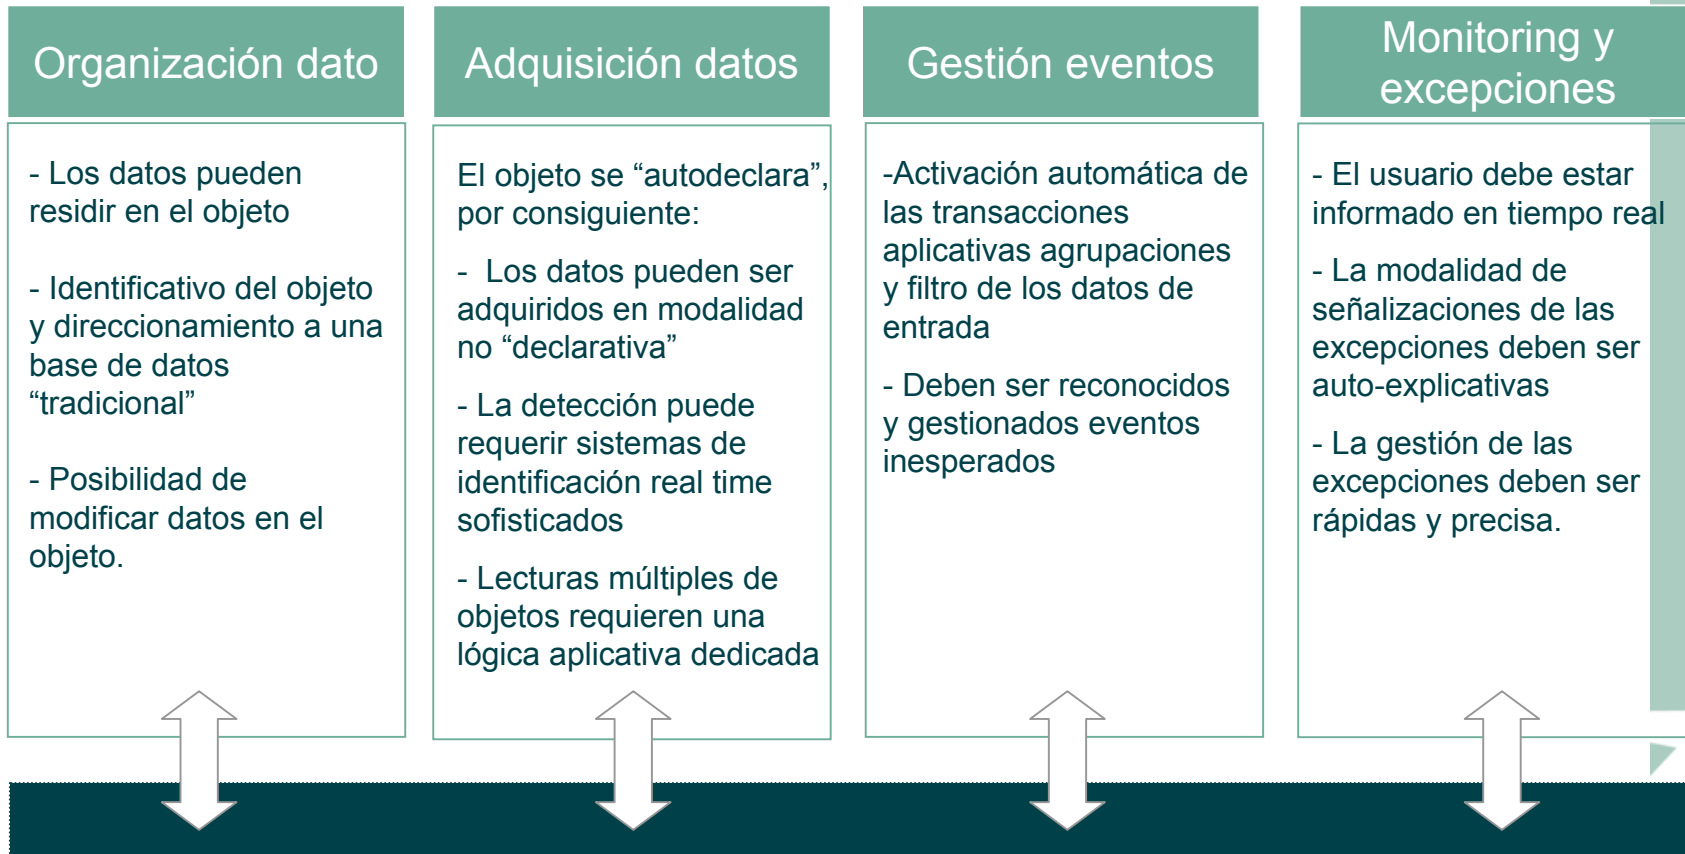 Organización dato
- Los datos pueden
residir en el objeto
- Identificativo del objeto
y direccionamiento a una
base de datos
“tradicional”
- Posibilidad de
modificar datos en el
objeto.
Adquisición datos
El objeto se “autodeclara”,
por consiguiente:
- Los datos pueden ser
adquiridos en modalidad
no “declarativa”
- La detección puede
requerir sistemas de
identificación real time
sofisticados
- Lecturas múltiples de
objetos requieren una
lógica aplicativa dedicada
Gestión eventos
-Activación automática de
las transacciones
aplicativas agrupaciones
y filtro de los datos de
entrada
- Deben ser reconocidos
y gestionados eventos
inesperados
Monitoring y
excepciones
- El usuario debe estar
informado en tiempo real
- La modalidad de
señalizaciones de las
excepciones deben ser
auto-explicativas
- La gestión de las
excepciones deben ser
rápidas y precisa.